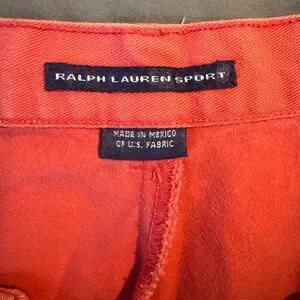 RALPH LAUREN SPORT
MADE IN MEXICO
OF U.S. FABRIC